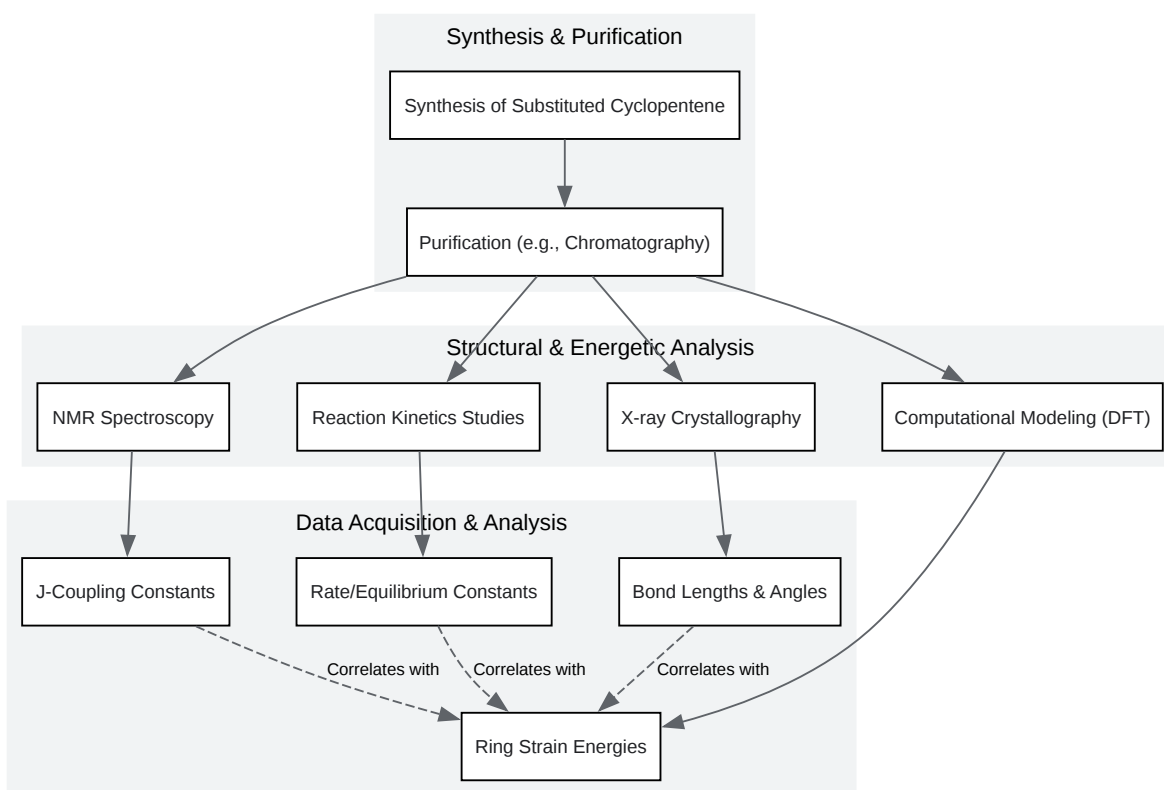 Synthesis & Purification
Synthesis of Substituted Cyclopentene
Purification (e.g., Chromatography)
Structural & Energetic Analysis
NMR Spectroscopy
Reaction Kinetics Studies
X-ray Crystallography
Computational Modeling (DFT)
Data Acquisition & Analysis
J-Coupling Constants
Rate/Equilibrium Constants
Bond Lengths & Angles
Correlates with
Correlates with
Correlates with
Ring Strain Energies